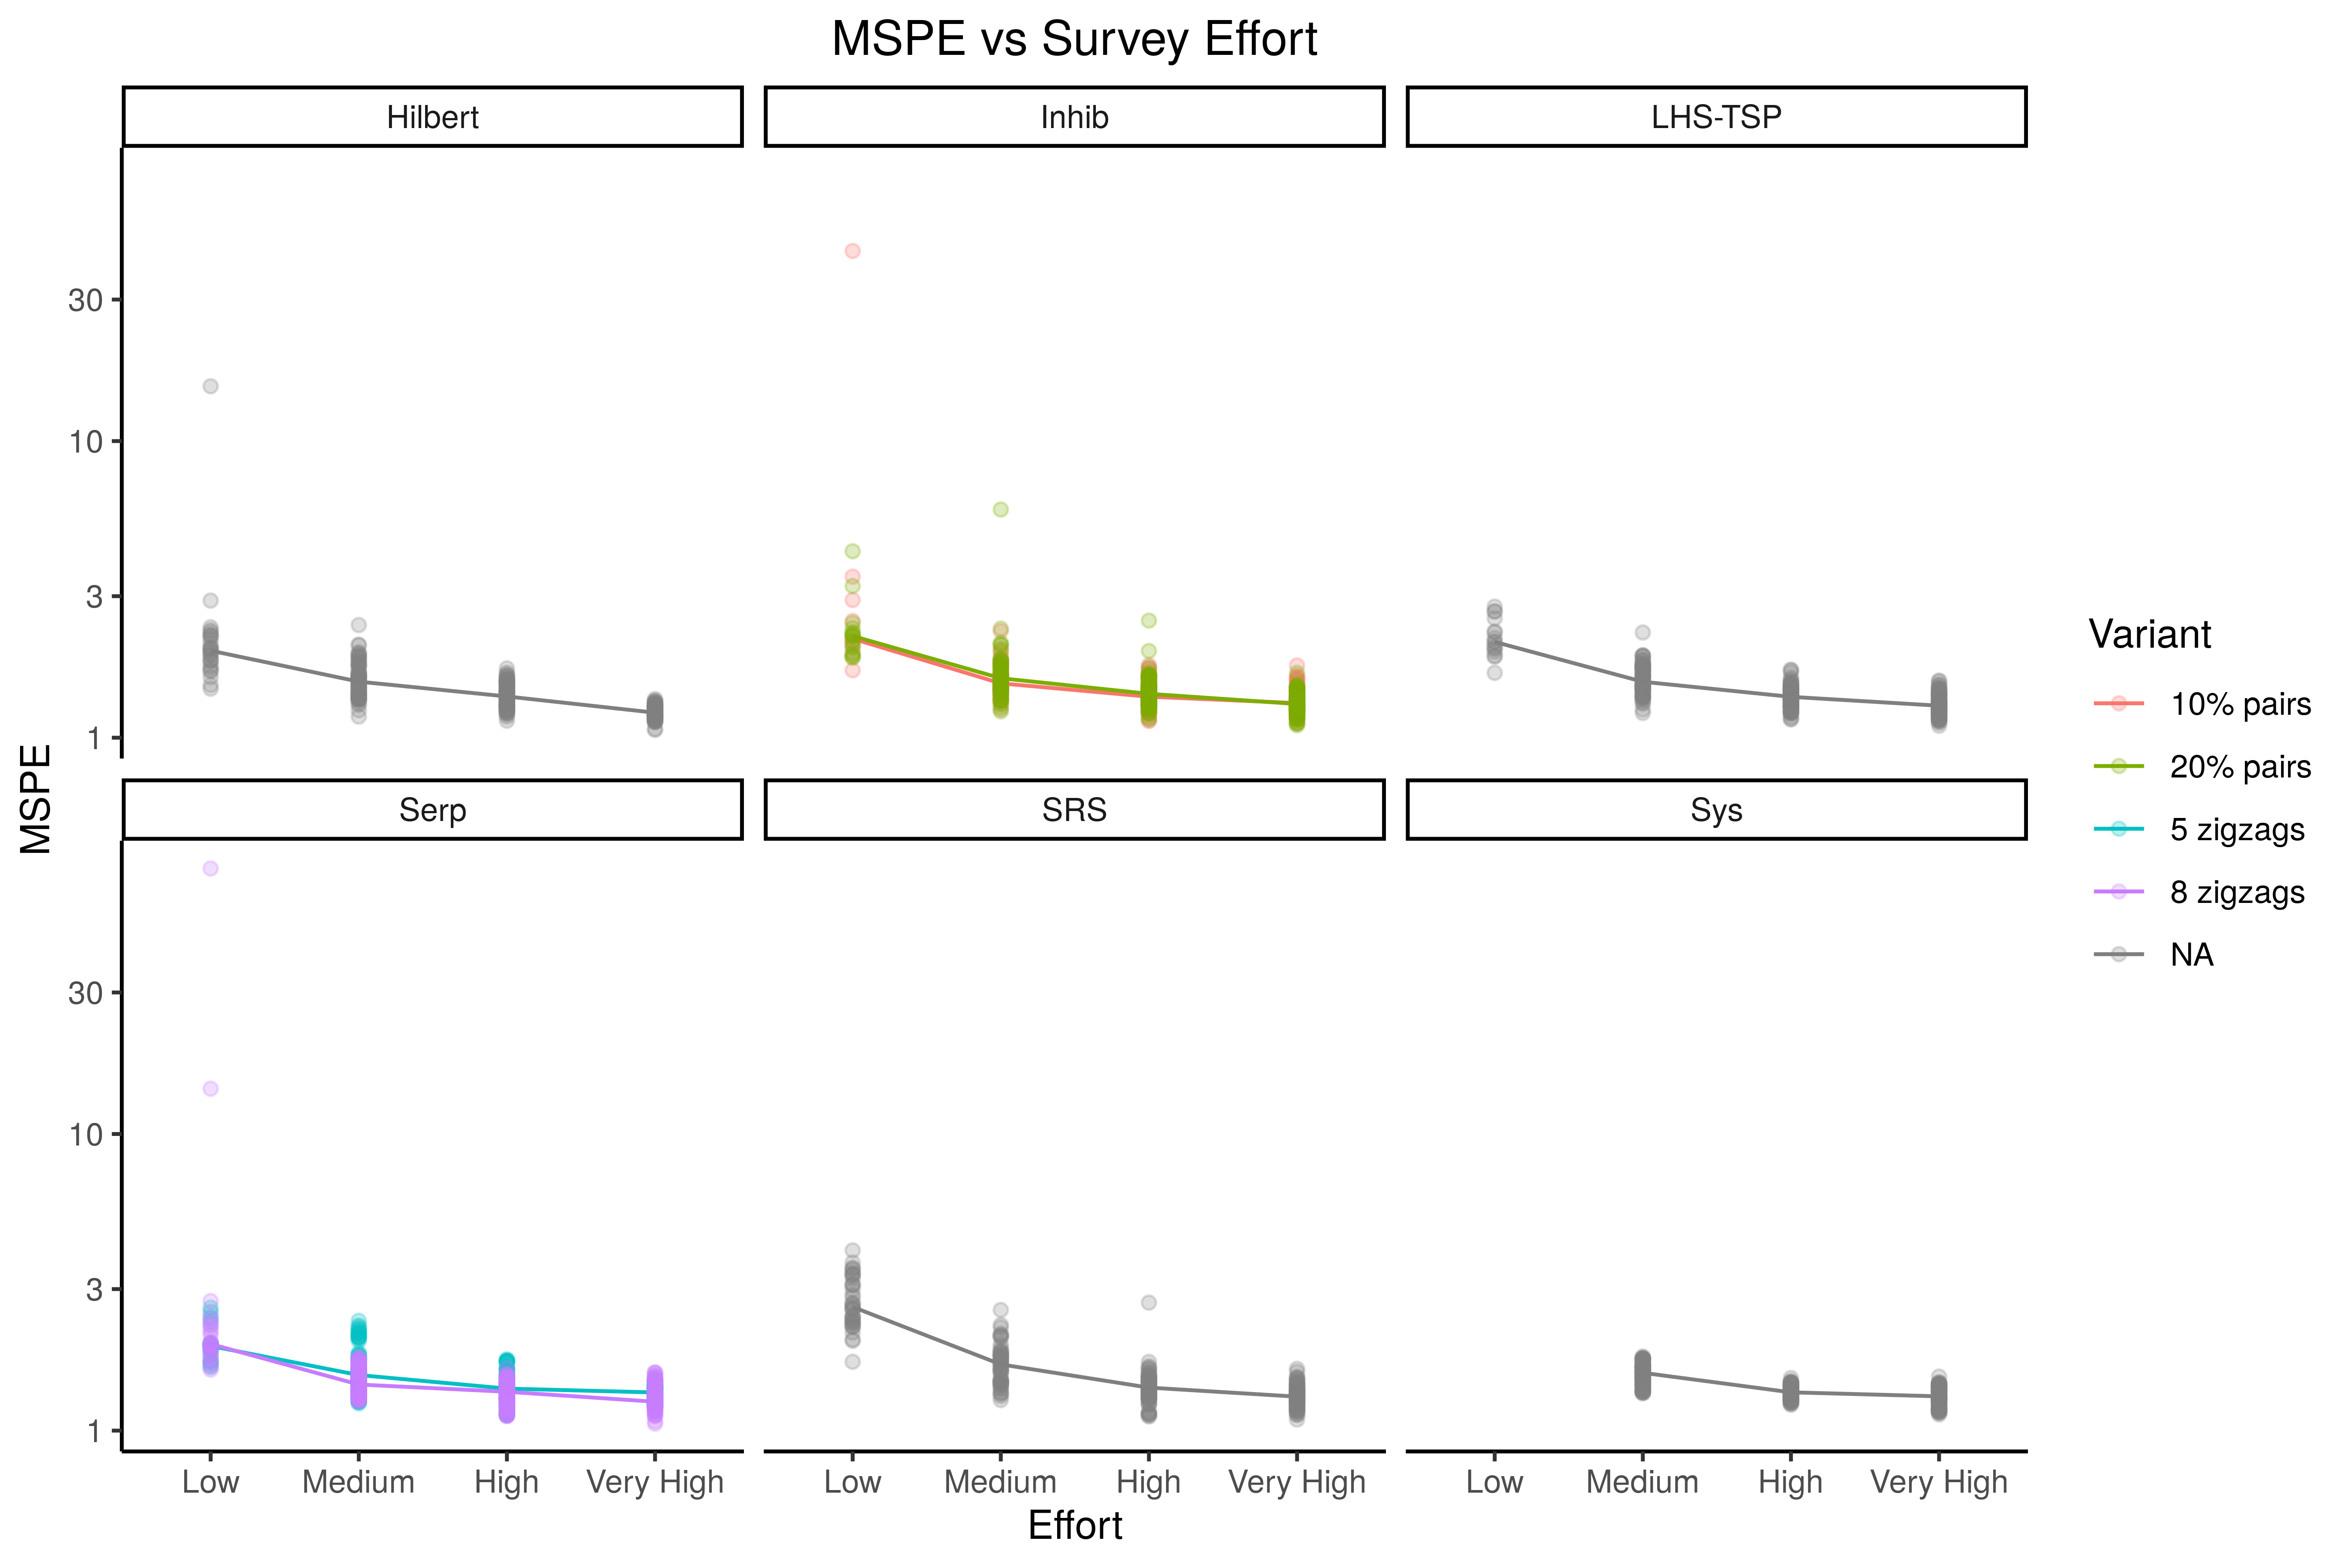 MSPE vs Survey Effort
Hilbert
Inhib
LHS-TSP
30
10
3
1
Serp
SRS
Sys
30
10
3
1
MSPE
Low Medium High Very High
Low Medium High Very High
Low Medium High Very High
Effort
Variant
10% pairs
20% pairs
5 zigzags
8 zigzags
NA